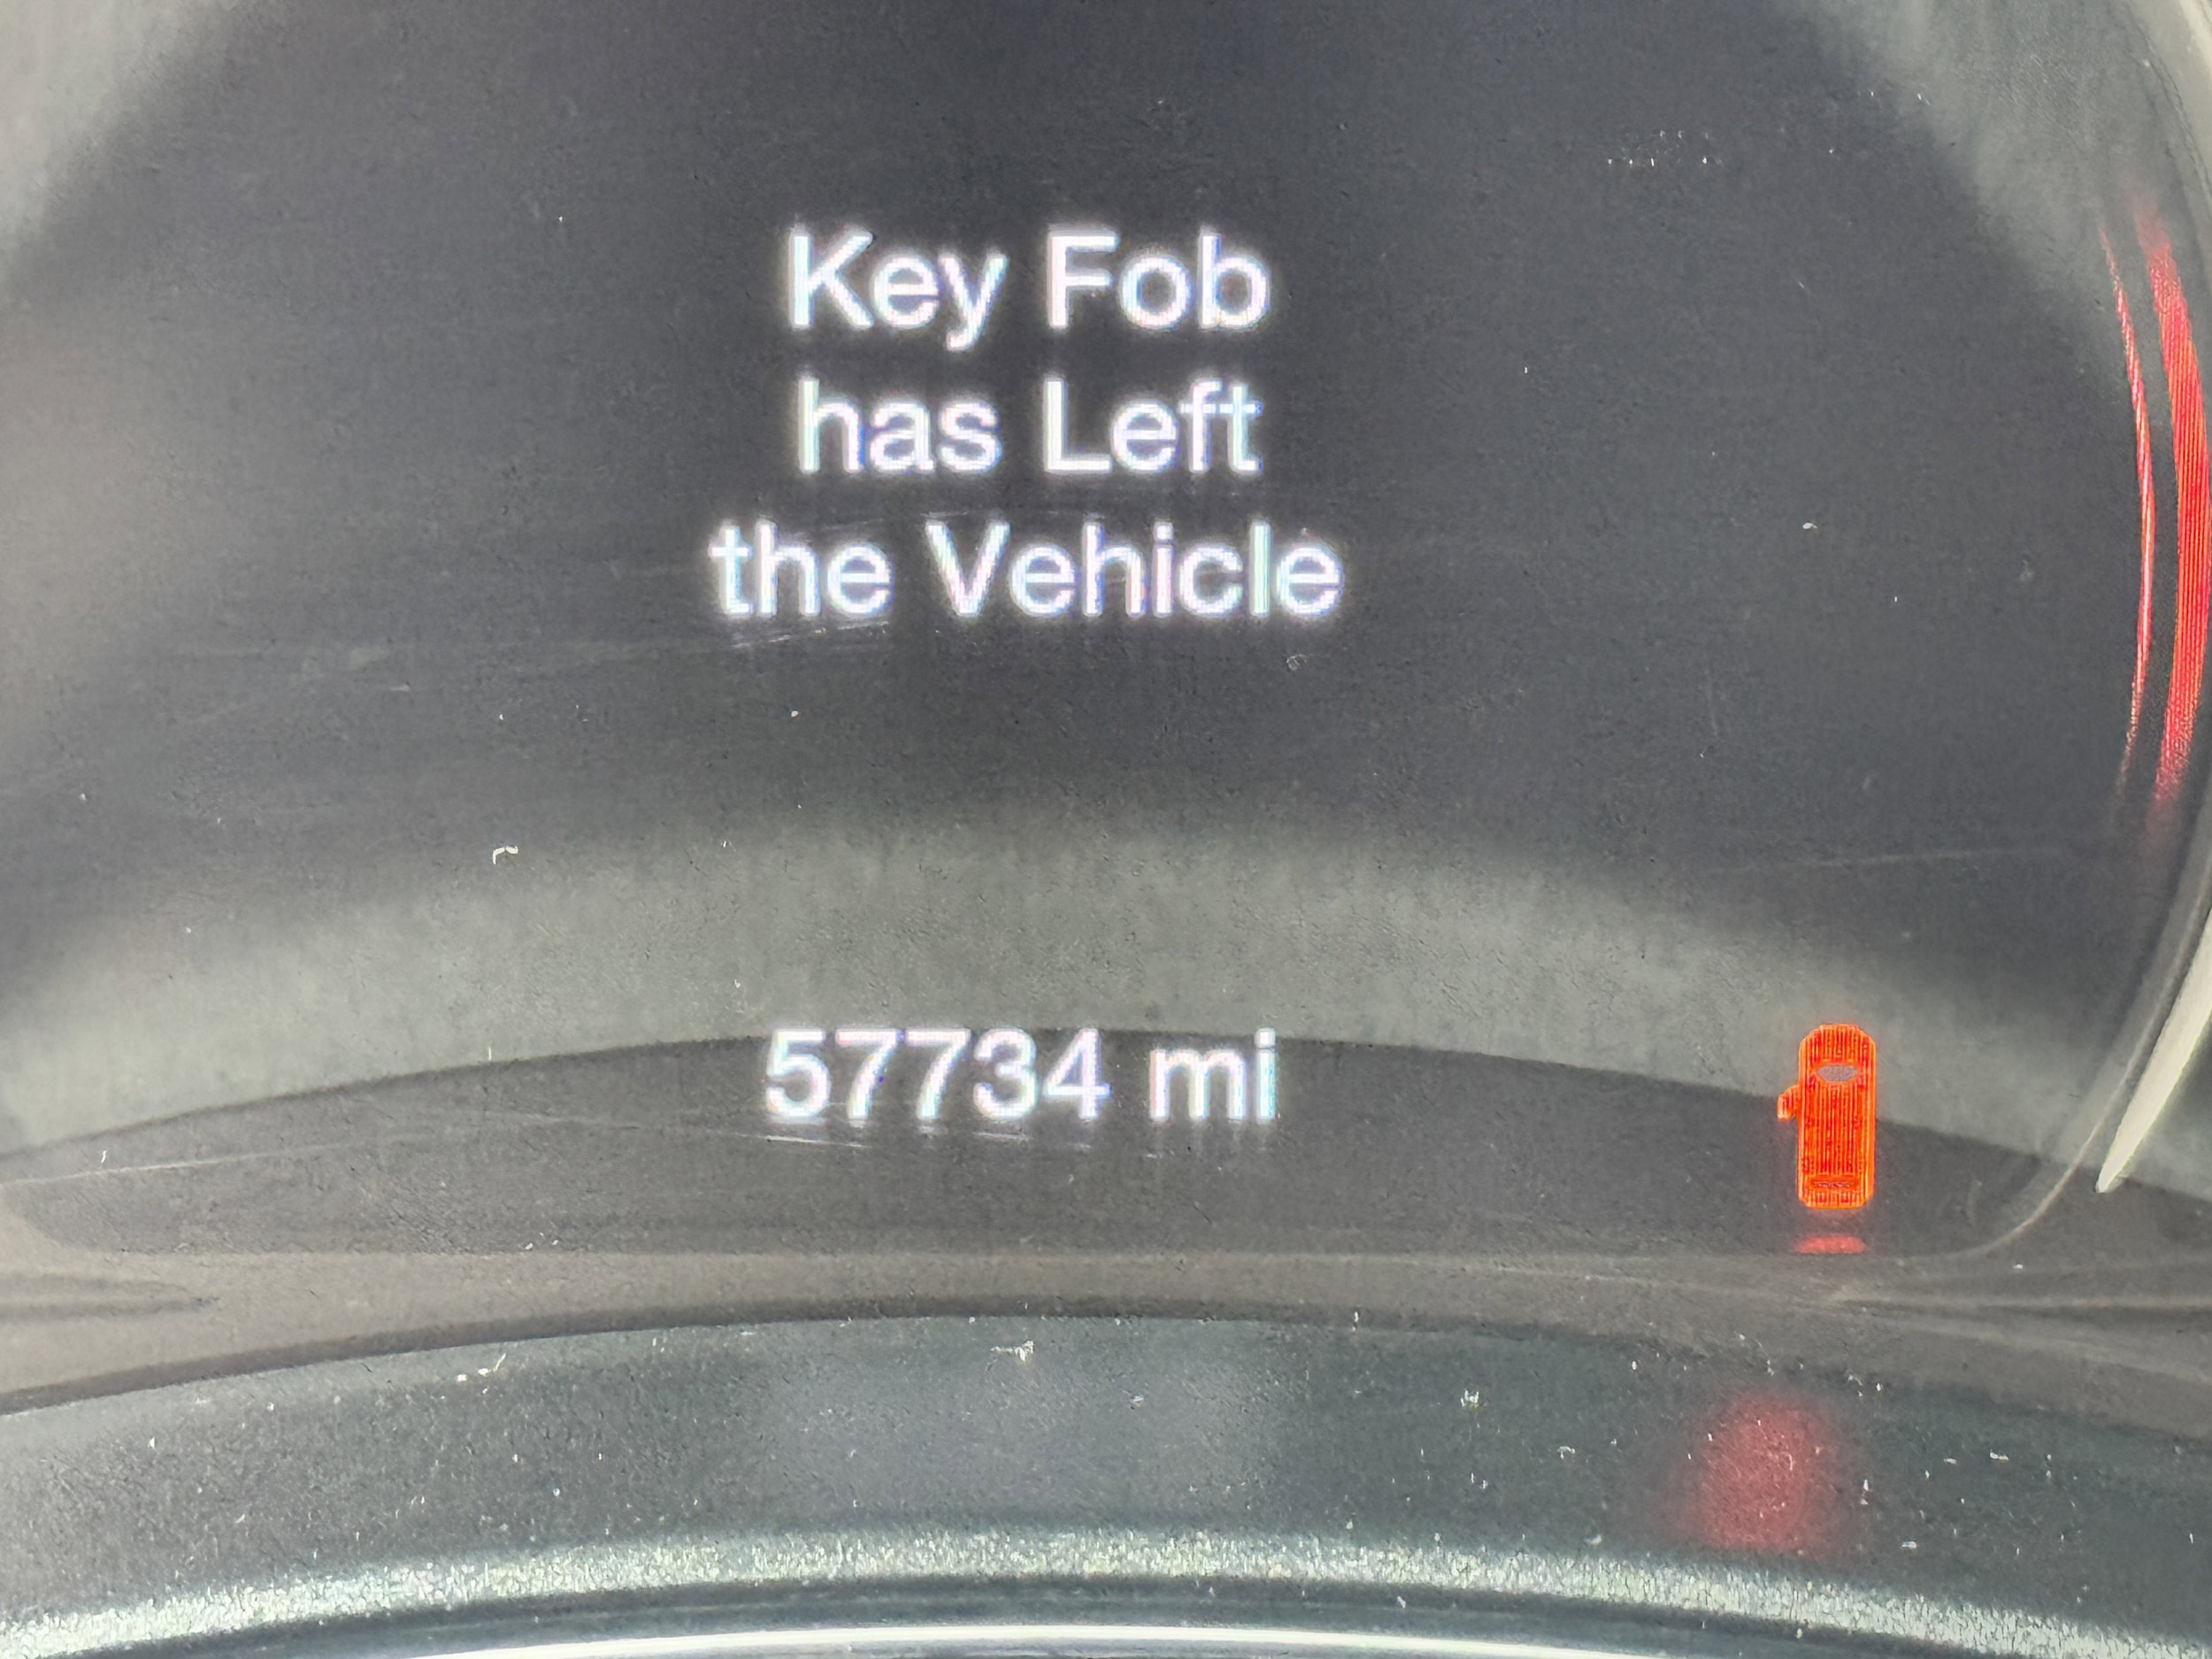 Key Fob
has Left
the Vehicle
57734 mi